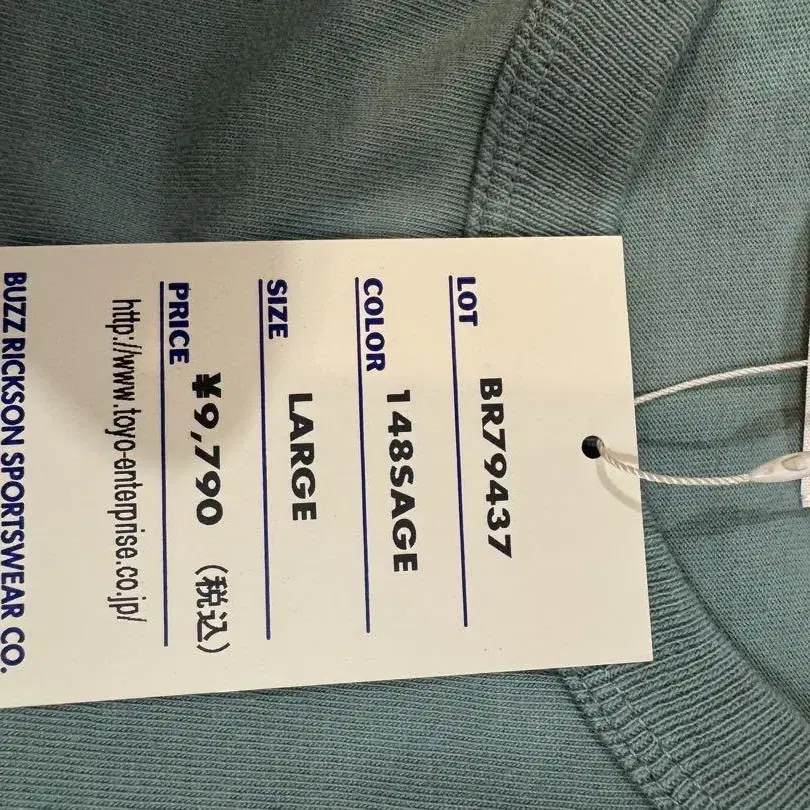 LOT
BR79437
COLOR
148SAGE
SIZE
LARGE
PRICE
¥9,790 (税込)
http://www.toyo-enterprise.co.jp/
BUZZ RICKSON SPORTSWEAR CO.